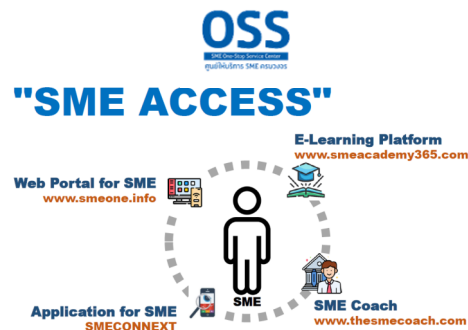 OSS
SME One-Stop Service Center
ศูนย์ให้บริการ SME ครบวงจร
"SME ACCESS"
E-Learning Platform
www.smeacademy365.com
Web Portal for SME
www.smeone.info
SME
Application for SME
SMECONNEXT
SME Coach
www.thesmecoach.com